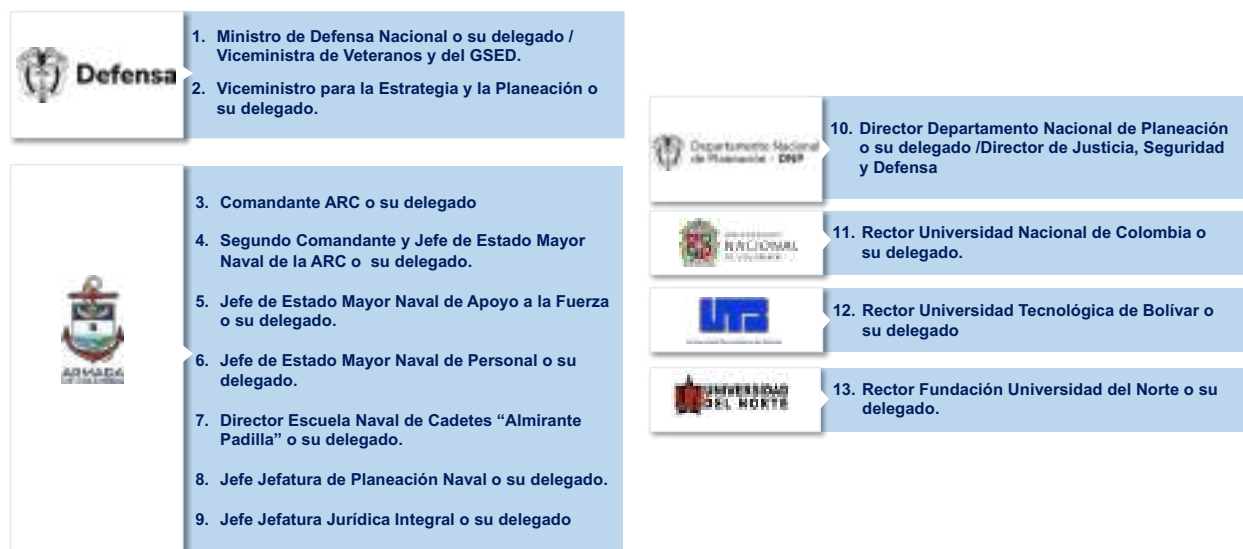 Defensa
1. Ministro de Defensa Nacional o su delegado /
Viceministra de Veteranos y del GSED.
2. Viceministro para la Estrategia y la Planeación o
su delegado.
ARMADA
DE COLOMBIA
3. Comandante ARC o su delegado
4. Segundo Comandante y Jefe de Estado Mayor
Naval de la ARC o su delegado.
5. Jefe de Estado Mayor Naval de Apoyo a la Fuerza
o su delegado.
6. Jefe de Estado Mayor Naval de Personal o su
delegado.
7. Director Escuela Naval de Cadetes “Almirante
Padilla” o su delegado.
8. Jefe Jefatura de Planeación Naval o su delegado.
9. Jefe Jefatura Jurídica Integral o su delegado
Departamento Nacional
de Planeación - DNP
10. Director Departamento Nacional de Planeación
o su delegado /Director de Justicia, Seguridad
y Defensa
UNIVERSIDAD
NACIONAL
DE COLOMBIA
11. Rector Universidad Nacional de Colombia o
su delegado.
UTB
12. Rector Universidad Tecnológica de Bolívar o
su delegado
UNIVERSIDAD
DEL NORTE
13. Rector Fundación Universidad del Norte o su
delegado.